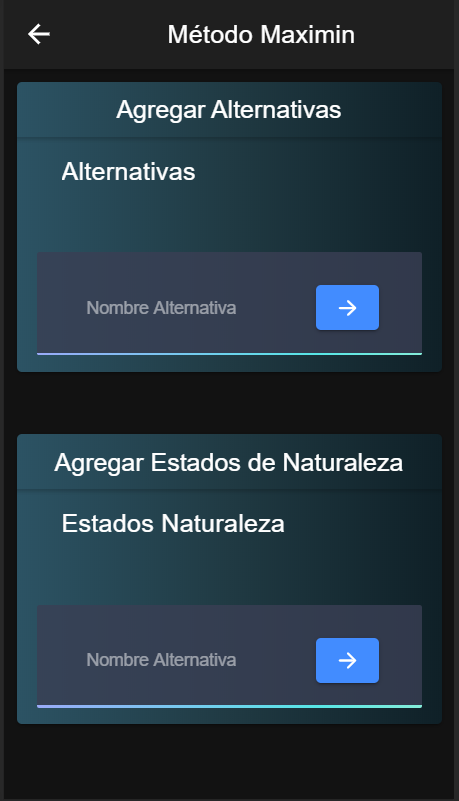 Método Maximin
Agregar Alternativas
Alternativas
Nombre Alternativa
Agregar Estados de Naturaleza
Estados Naturaleza
Nombre Alternativa